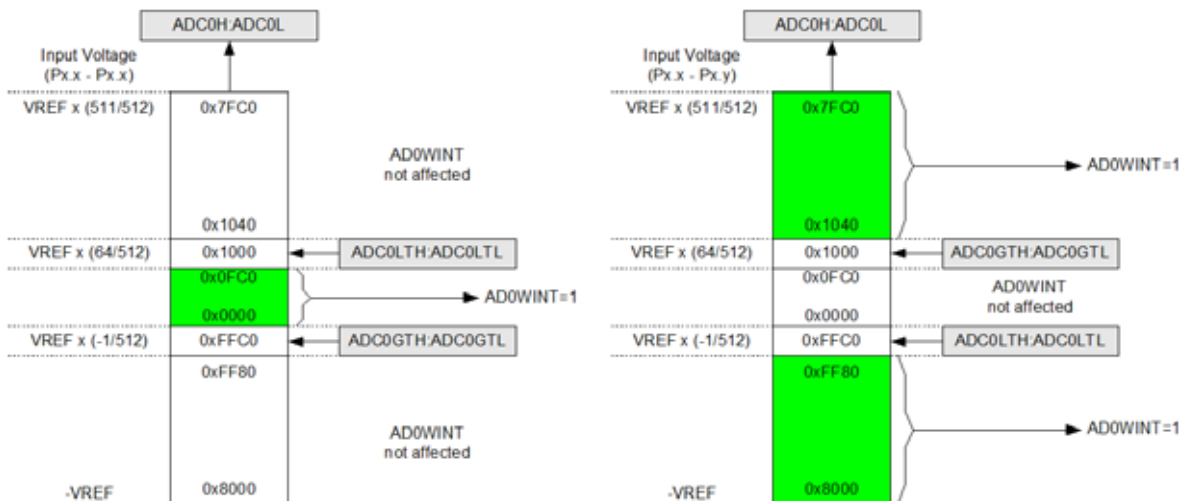 ADC0H:ADC0L
Input Voltage
(Px.x - Px.x)
VREF x (511/512)
0x7FC0
AD0WINT
not affected
0x1040
VREF x (64/512)
0x1000
ADC0LTH:ADC0LTL
0x0FC0
AD0WINT=1
0x0000
VREF x (-1/512)
0xFFC0
ADC0GTH:ADC0GTL
0xFF80
AD0WINT
not affected
-VREF
0x8000
ADC0H:ADC0L
Input Voltage
(Px.x - Px.y)
VREF x (511/512)
0x7FC0
AD0WINT=1
0x1040
VREF x (64/512)
0x1000
ADC0GTH:ADC0GTL
0x0FC0
AD0WINT
not affected
0x0000
VREF x (-1/512)
0xFFC0
ADC0LTH:ADC0LTL
0xFF80
AD0WINT=1
-VREF
0x8000